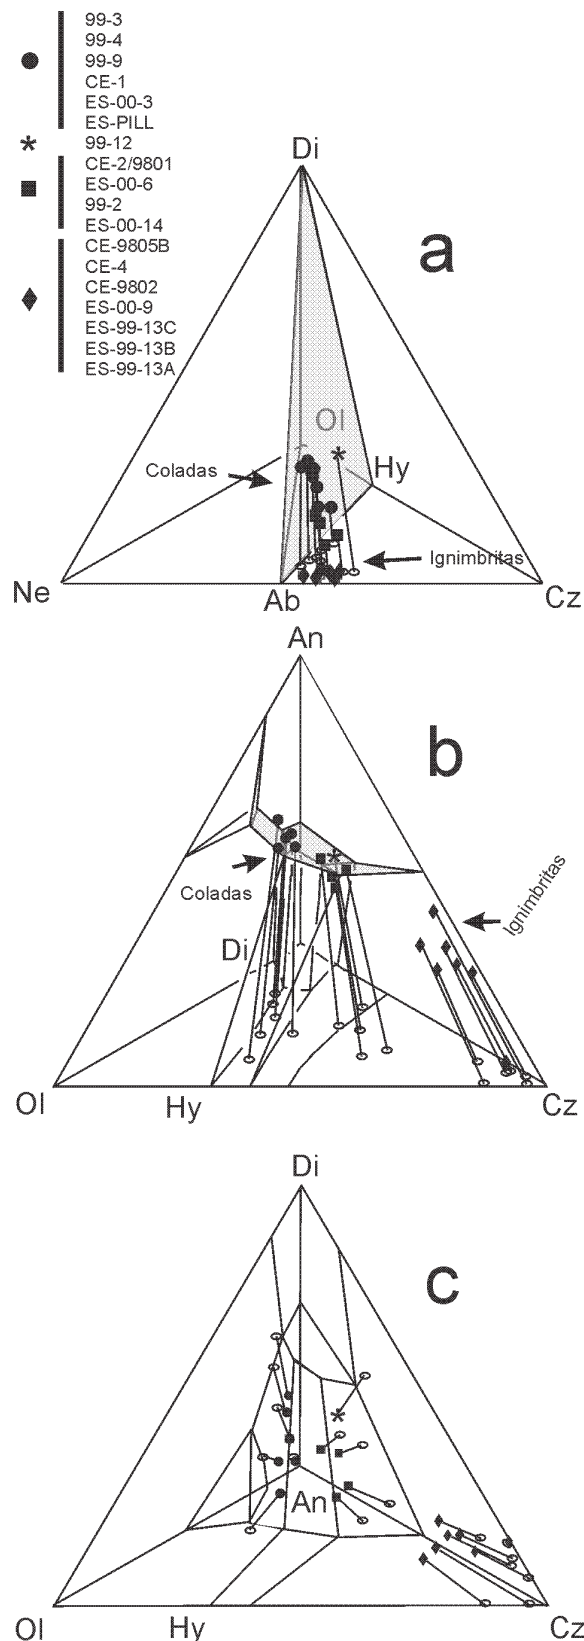 99-3
99-4
99-9
CE-1
ES-00-3
ES-PILL
99-12
CE-2/9801
ES-00-6
99-2
ES-00-14
CE-9805B
CE-4
CE-9802
ES-00-9
ES-99-13C
ES-99-13B
ES-99-13A
Di
a
Ol
Coladas
Hy
Ignimbritas
Ne
Ab
Cz
An
b
Coladas
Ignimbritas
Di
Ol
Hy
Cz
Di
c
An
Ol
Hy
Cz